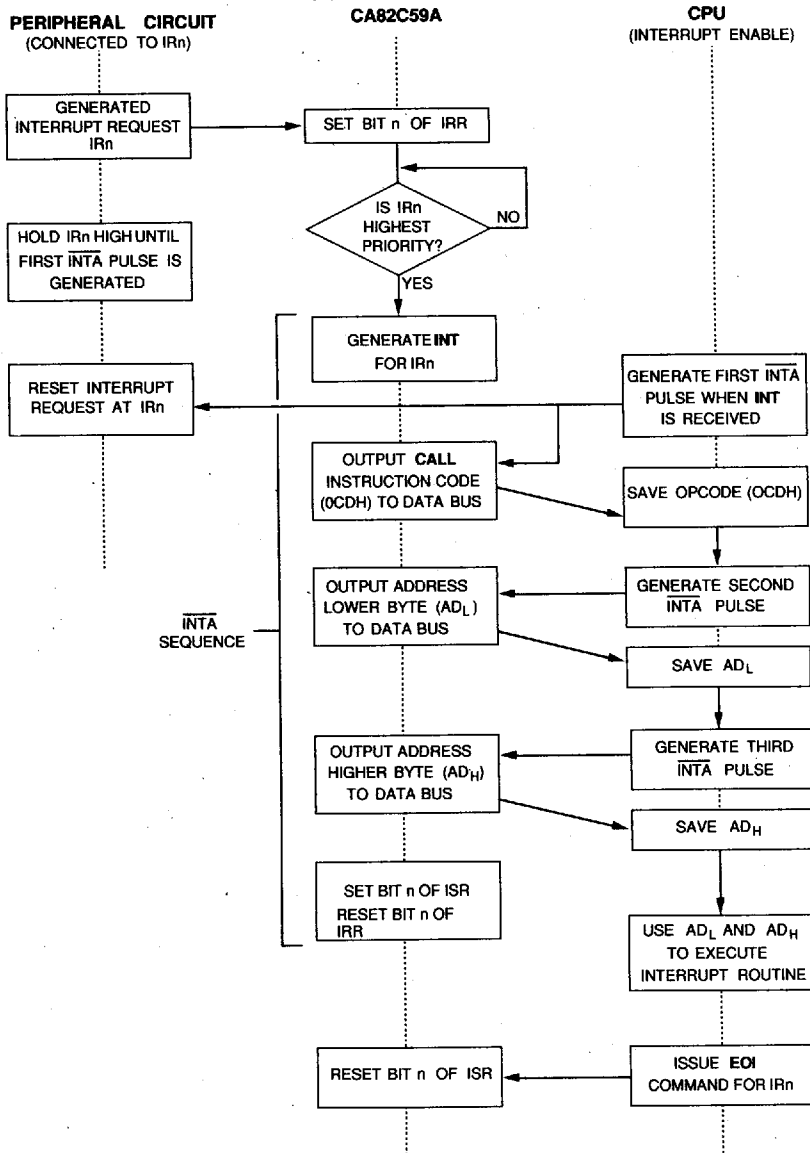 PERIPHERAL CIRCUIT
(CONNECTED TO IRn)
CA82C59A
CPU
(INTERRUPT ENABLE)
GENERATED
INTERRUPT REQUEST
IRn
SET BIT n OF IRR
IS IRn
HIGHEST
PRIORITY?
NO
YES
HOLD IRn HIGH UNTIL
FIRST INTA PULSE IS
GENERATED
GENERATE INT
FOR IRn
RESET INTERRUPT
REQUEST AT IRn
GENERATE FIRST INTA
PULSE WHEN INT
IS RECEIVED
OUTPUT CALL
INSTRUCTION CODE
(0CDH) TO DATA BUS
SAVE OPCODE (OCDH)
OUTPUT ADDRESS
LOWER BYTE (ADL)
TO DATA BUS
GENERATE SECOND
INTA PULSE
INTA
SEQUENCE
SAVE ADL
OUTPUT ADDRESS
HIGHER BYTE (ADH)
TO DATA BUS
GENERATE THIRD
INTA PULSE
SAVE ADH
SET BIT n OF ISR
RESET BIT n OF
IRR
USE ADL AND ADH
TO EXECUTE
INTERRUPT ROUTINE
RESET BIT n OF ISR
ISSUE EOI
COMMAND FOR IRn